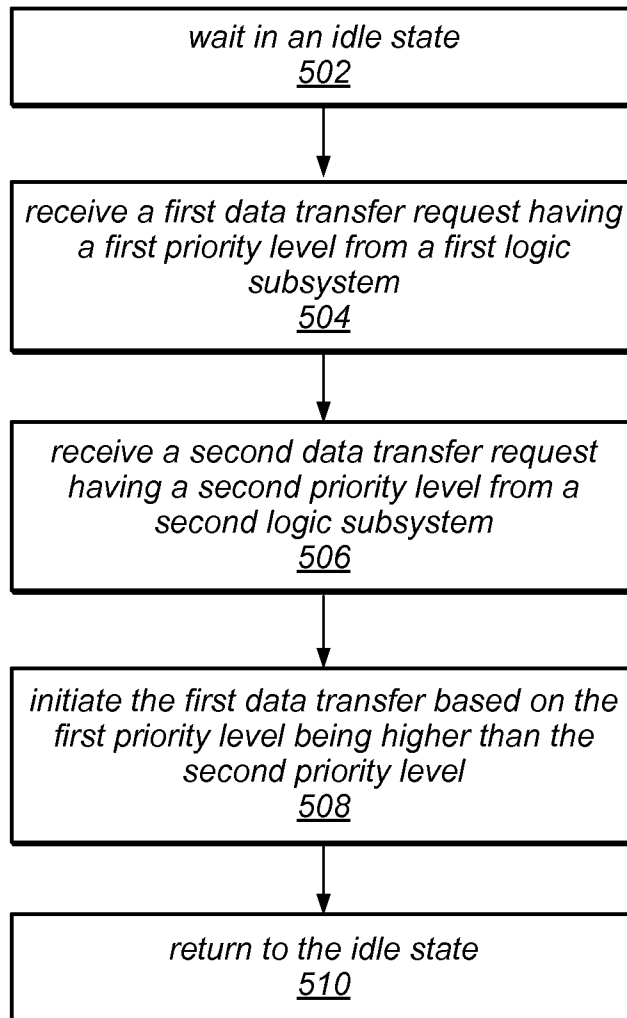 wait in an idle state
502
receive a first data transfer request having
a first priority level from a first logic
subsystem
504
receive a second data transfer request
having a second priority level from a
second logic subsystem
506
initiate the first data transfer based on the
first priority level being higher than the
second priority level
508
return to the idle state
510